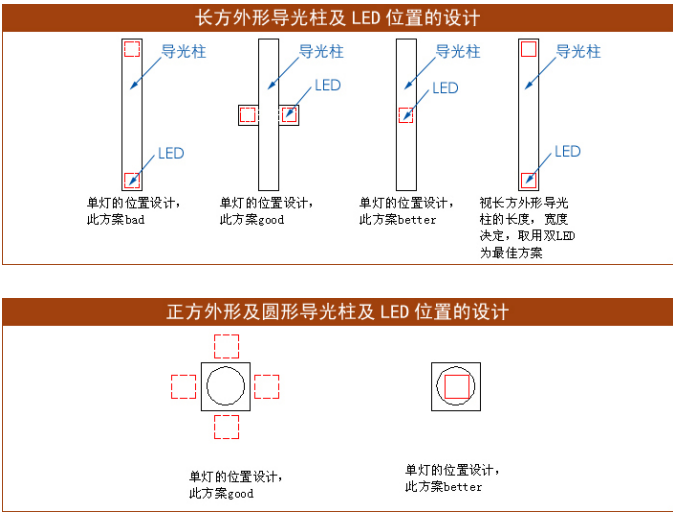 长方外形导光柱及 LED 位置的设计
导光柱
导光柱
导光柱
导光柱
LED
LED
LED
LED
单灯的位置设计，
此方案bad
单灯的位置设计，
此方案good
单灯的位置设计，
此方案better
视长方外形导光
柱的长度，宽度
决定，取用双LED
为最佳方案
正方外形及圆形导光柱及 LED 位置的设计
单灯的位置设计，
此方案good
单灯的位置设计，
此方案better